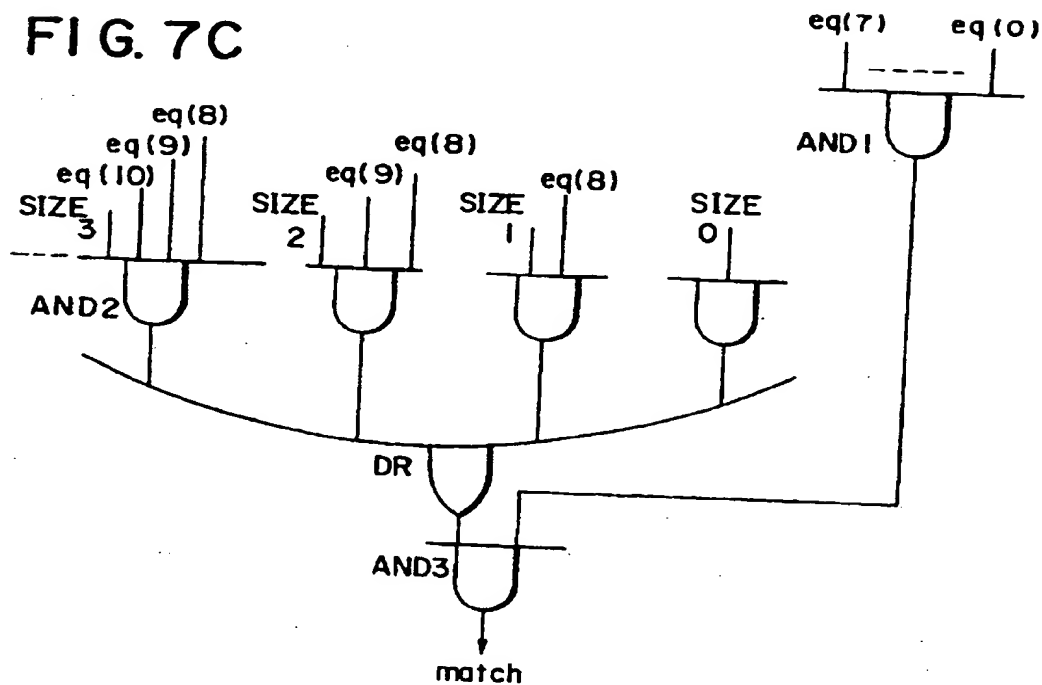 FIG. 7C
eq(7) eq(0)
AND1
eq(8)
eq(9)
eq(10)
SIZE
3
AND2
eq(8)
eq(9)
SIZE
2
eq(8)
SIZE
1
SIZE
0
DR
AND3
match